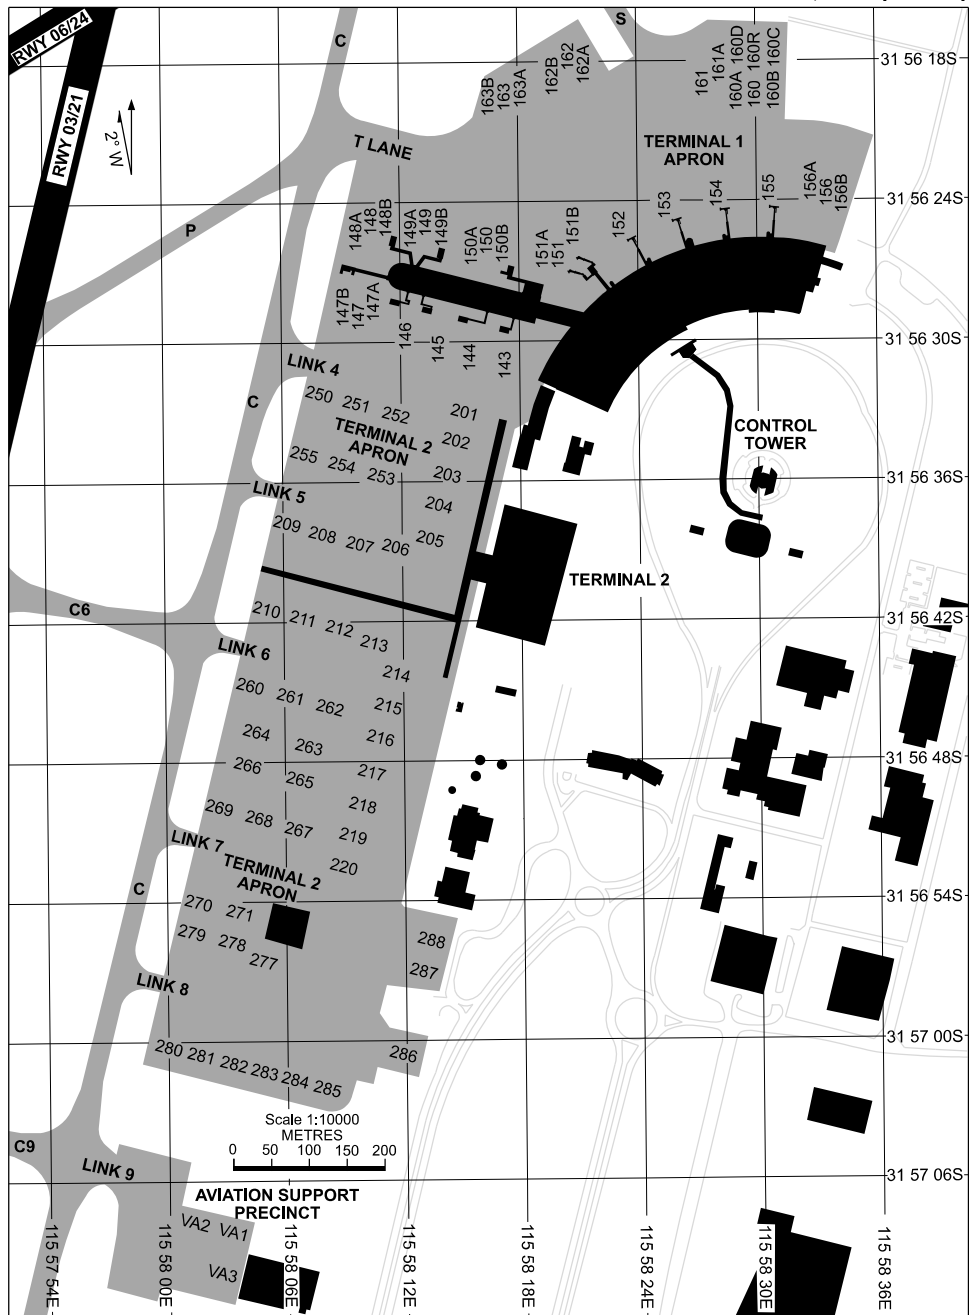 RWY 06/24
C
S
31 56 18S
163B
163
163A
162B
162
162A
161
161A
160A
160D
160
160R
160B
160C
RWY 03/21
2° W
T LANE
TERMINAL 1
APRON
31 56 24S
P
148A
148
148B
149A
149
149B
150A
150
150B
151A
151
151B
152
153
154
155
156A
156
156B
147B
147
147A
146
145
144
143
31 56 30S
LINK 4
C
250
251
252
201
TERMINAL 2
APRON
202
CONTROL
TOWER
255
254
253
203
31 56 36S
LINK 5
204
209
208
207
206
205
TERMINAL 2
C6
210
211
212
213
31 56 42S
LINK 6
214
260
261
262
215
264
263
216
31 56 48S
266
265
217
269
268
267
218
219
LINK 7
220
TERMINAL 2
APRON
C
270
271
31 56 54S
279
278
277
288
287
LINK 8
31 57 00S
280
281
282
283
284
285
286
Scale 1:10000
METRES
0 50 100 150 200
C9
LINK 9
31 57 06S
AVIATION SUPPORT
PRECINCT
VA2
VA1
VA3
115 57 54E
115 58 00E
115 58 06E
115 58 12E
115 58 18E
115 58 24E
115 58 30E
115 58 36E